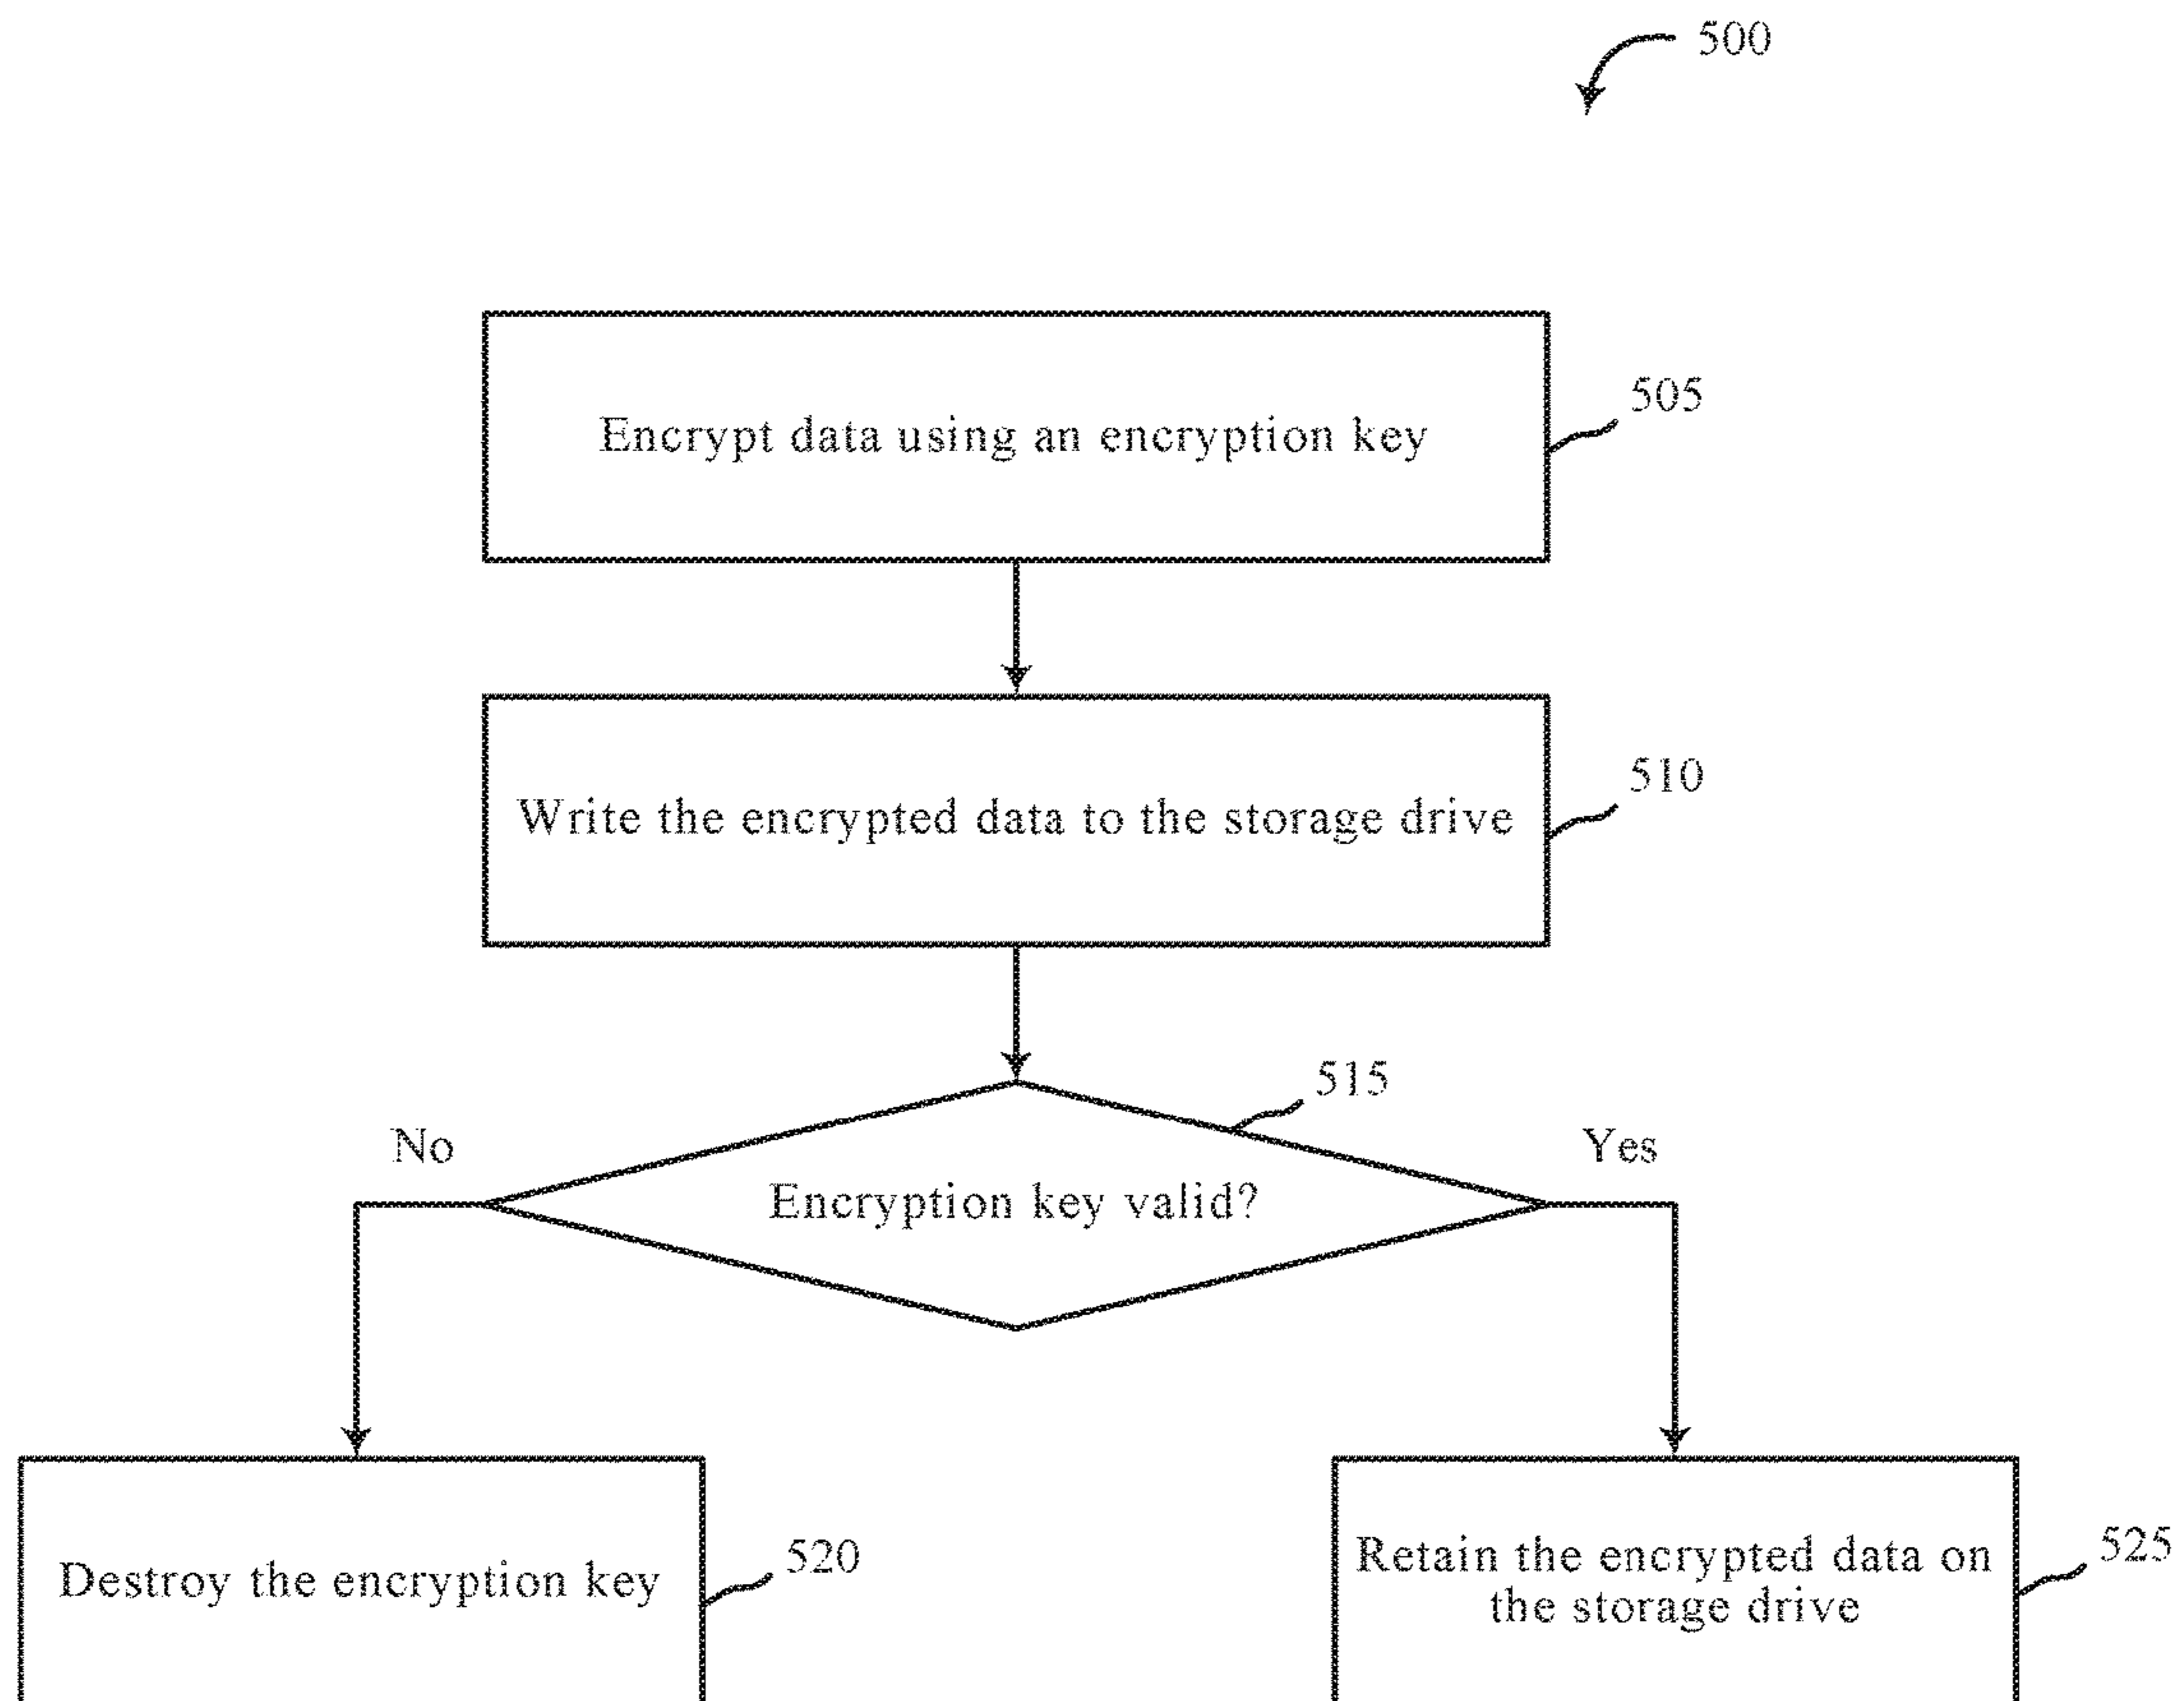 500
Encrypt data using an encryption key
505
Write the encrypted data to the storage drive
510
515
No
Yes
Encryption key valid?
Destroy the encryption key
520
Retain the encrypted data on
the storage drive
525